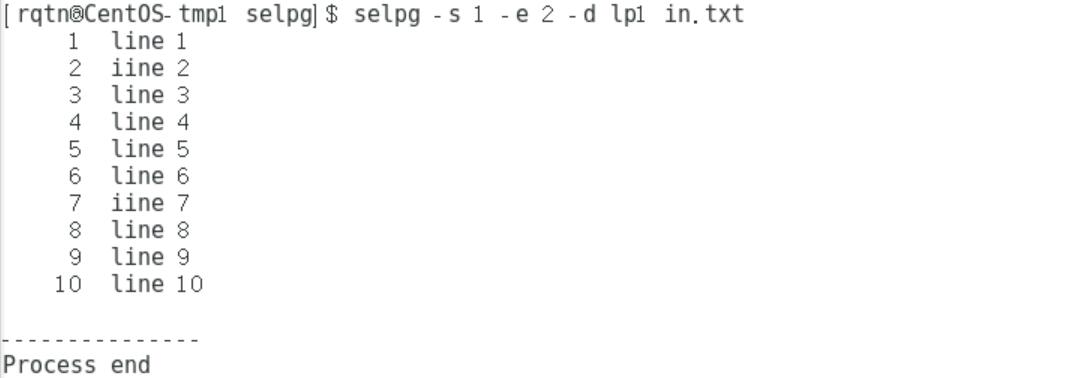 [rqtn@CentOS-tmp1 selpg]$ selpg -s 1 -e 2 -d lp1 in.txt
1 line 1
2 iine 2
3 line 3
4 line 4
5 line 5
6 line 6
7 iine 7
8 line 8
9 line 9
10 line 10
---------------
Process end